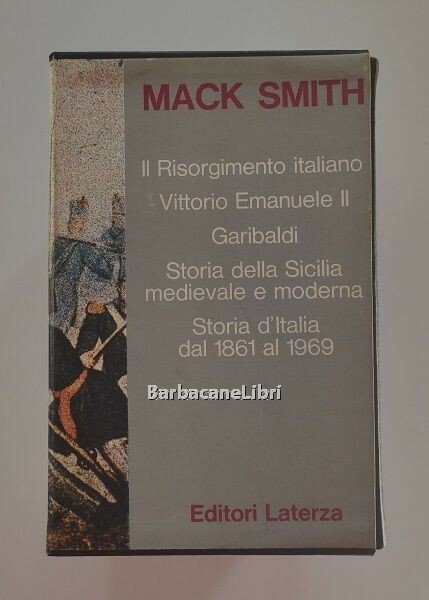 MACK SMITH
Il Risorgimento italiano
Vittorio Emanuele II
Garibaldi
Storia della Sicilia
medievale e moderna
Storia d'Italia
dal 1861 al 1969
BarbacaneLibri
Editori Laterza